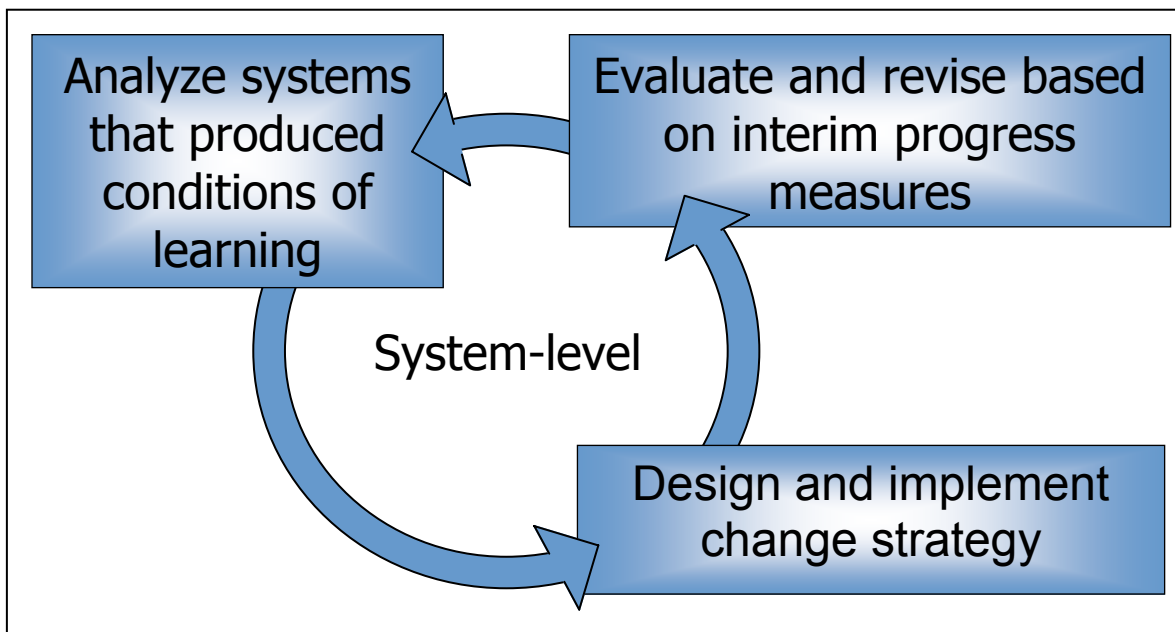 Analyze systems
that produced
conditions of
learning
Evaluate and revise based
on interim progress
measures
System-level
Design and implement
change strategy